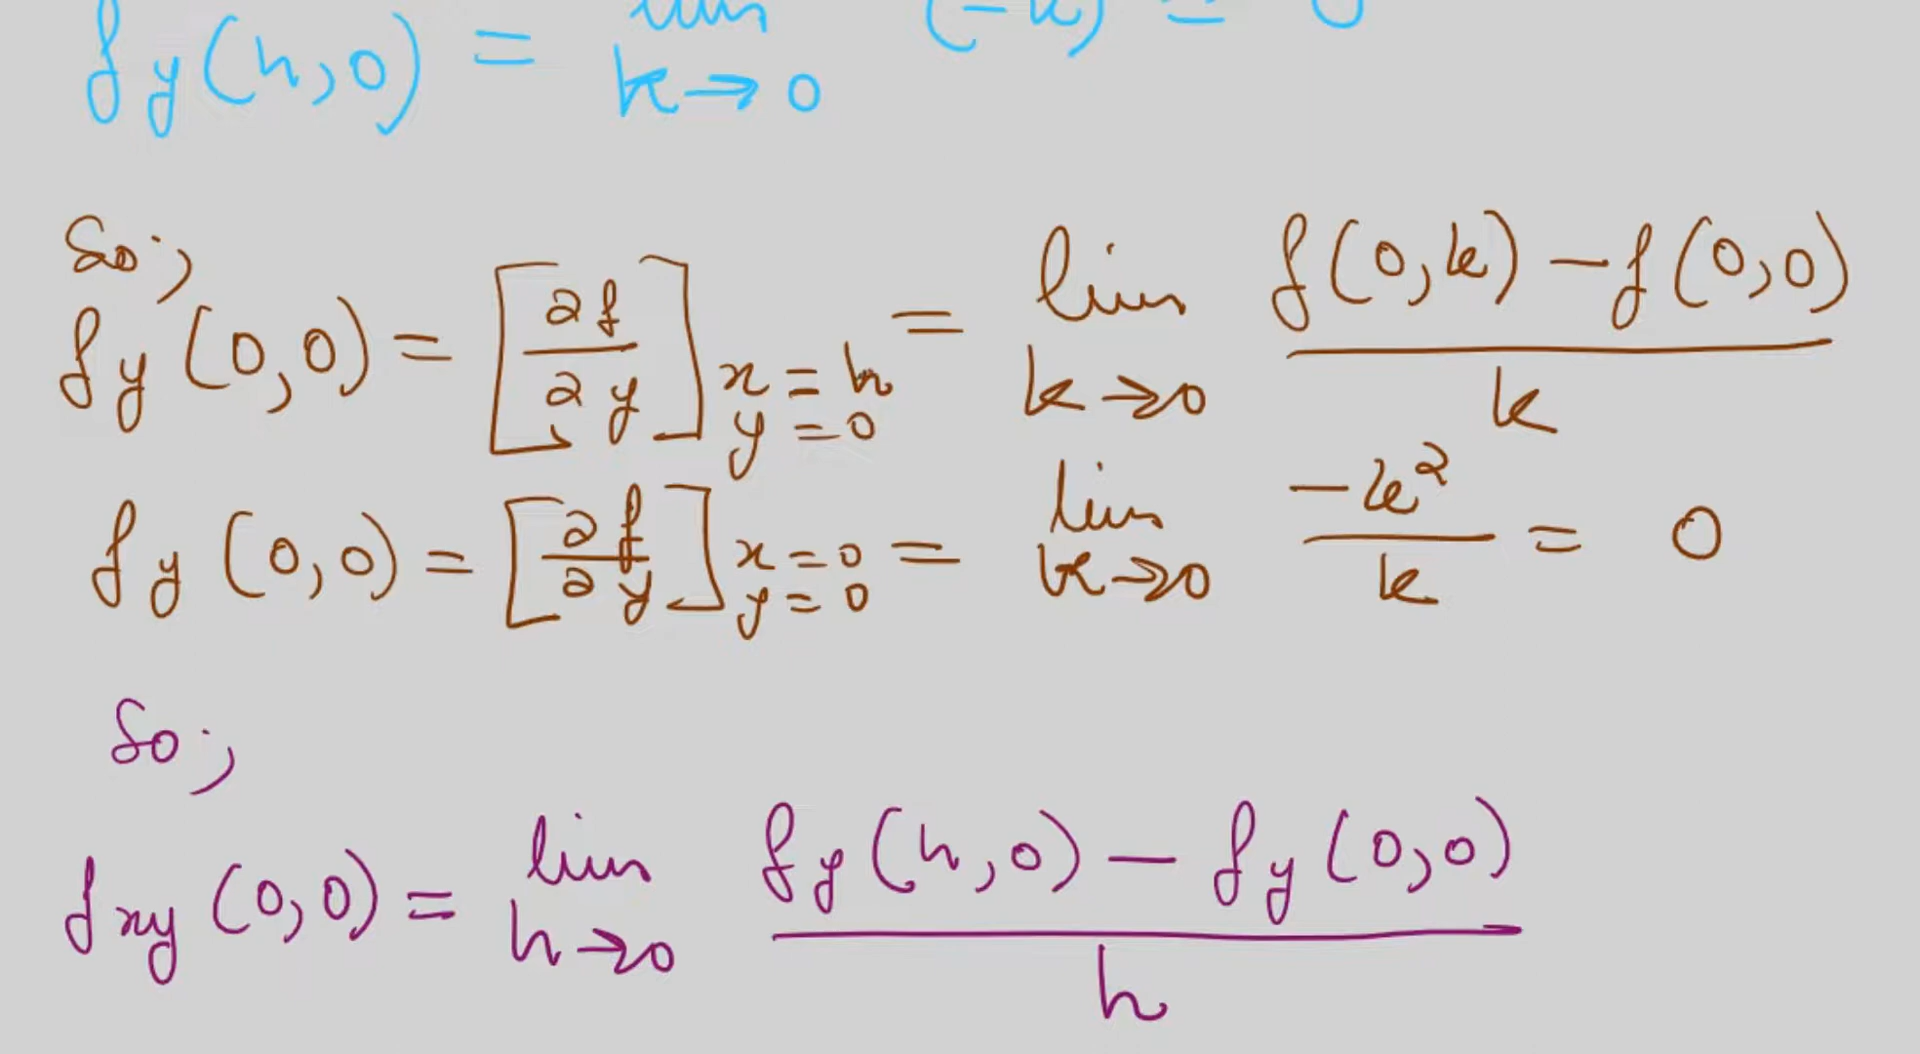 fy(h,0) = lim k→0 (-k) = 0
So;
fy(0,0) = [∂f/∂y] x=h y=0 = lim k→0 f(0,k) - f(0,0) / k
fy(0,0) = [∂f/∂y] x=0 y=0 = lim k→0 -k²/k = 0
So;
fxy(0,0) = lim h→0 fy(h,0) - fy(0,0) / h